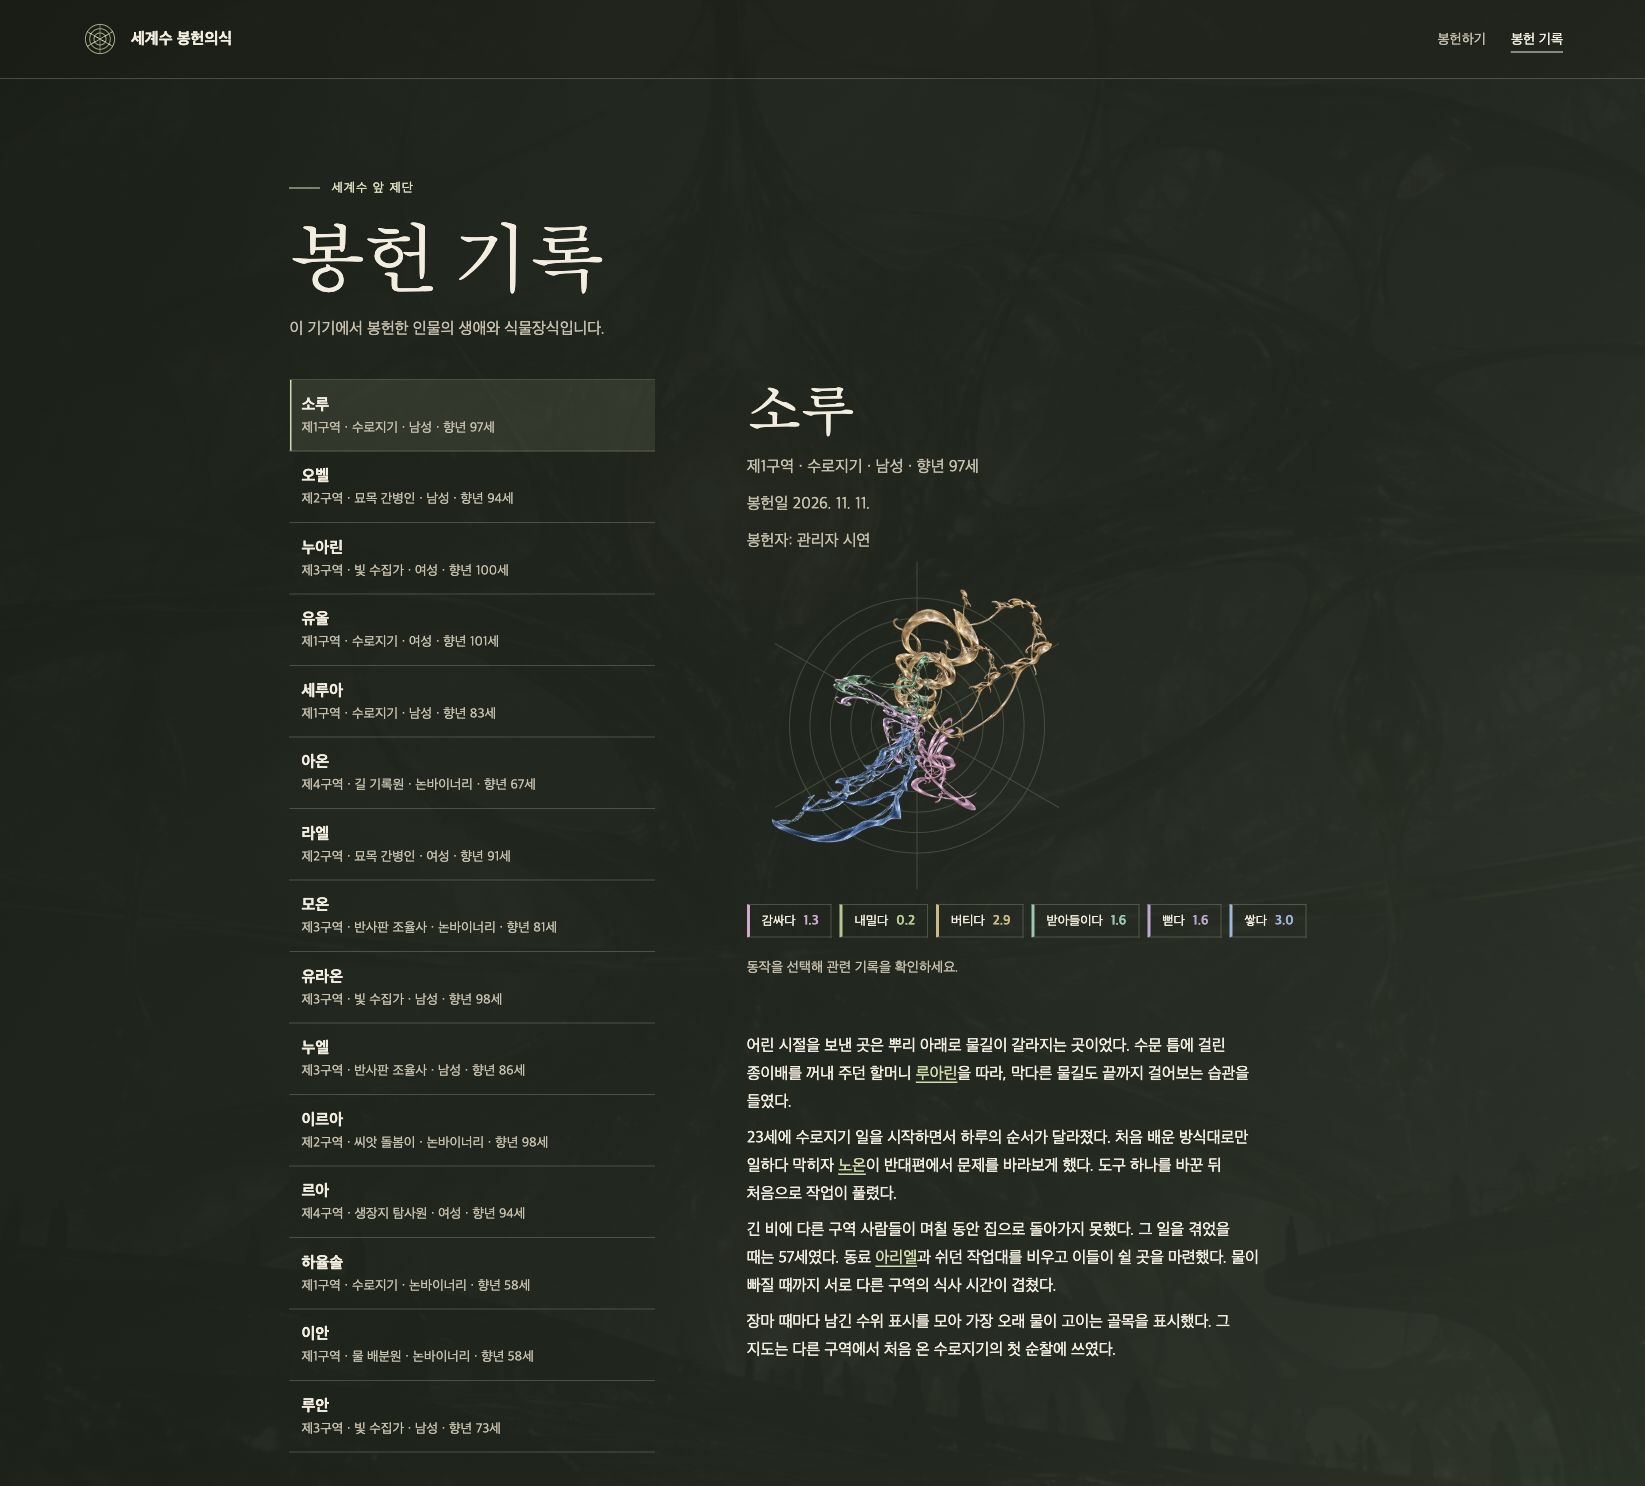 세계수 봉헌의식
봉헌하기
봉헌 기록
세계수 앞 제단
봉헌 기록
이 기기에서 봉헌한 인물의 생애와 식물장식입니다.
소루
제1구역 · 수로지기 · 남성 · 향년 97세
오벨
제2구역 · 묘목 간병인 · 남성 · 향년 94세
누아린
제3구역 · 빛 수집가 · 여성 · 향년 100세
유올
제1구역 · 수로지기 · 여성 · 향년 101세
세루아
제1구역 · 수로지기 · 남성 · 향년 83세
아온
제4구역 · 길 기록원 · 논바이너리 · 향년 67세
라엘
제2구역 · 묘목 간병인 · 여성 · 향년 91세
모온
제3구역 · 반사판 조율사 · 논바이너리 · 향년 81세
유라온
제3구역 · 빛 수집가 · 남성 · 향년 98세
누엘
제3구역 · 반사판 조율사 · 남성 · 향년 86세
이르아
제2구역 · 씨앗 돌봄이 · 논바이너리 · 향년 98세
르아
제4구역 · 생장지 탐사원 · 여성 · 향년 94세
하율솔
제1구역 · 수로지기 · 논바이너리 · 향년 58세
이안
제1구역 · 물 배분원 · 논바이너리 · 향년 58세
루안
제3구역 · 빛 수집가 · 남성 · 향년 73세
소루
제1구역 · 수로지기 · 남성 · 향년 97세
봉헌일 2026. 11. 11.
봉헌자: 관리자 시연
감싸다 1.3
내밀다 0.2
버티다 2.9
받아들이다 1.6
뻗다 1.6
쌓다 3.0
동작을 선택해 관련 기록을 확인하세요.
어린 시절을 보낸 곳은 뿌리 아래로 물길이 갈라지는 곳이었다. 수문 틈에 걸린
종이배를 꺼내 주던 할머니 루아린을 따라, 막다른 물길도 끝까지 걸어보는 습관을
들였다.
23세에 수로지기 일을 시작하면서 하루의 순서가 달라졌다. 처음 배운 방식대로만
일하다 막히자 노온이 반대편에서 문제를 바라보게 했다. 도구 하나를 바꾼 뒤
처음으로 작업이 풀렸다.
긴 비에 다른 구역 사람들이 며칠 동안 집으로 돌아가지 못했다. 그 일을 겪었을
때는 57세였다. 동료 아리엘과 쉬던 작업대를 비우고 이들이 쉴 곳을 마련했다. 물이
빠질 때까지 서로 다른 구역의 식사 시간이 겹쳤다.
장마 때마다 남긴 수위 표시를 모아 가장 오래 물이 고이는 골목을 표시했다. 그
지도는 다른 구역에서 처음 온 수로지기의 첫 순찰에 쓰였다.